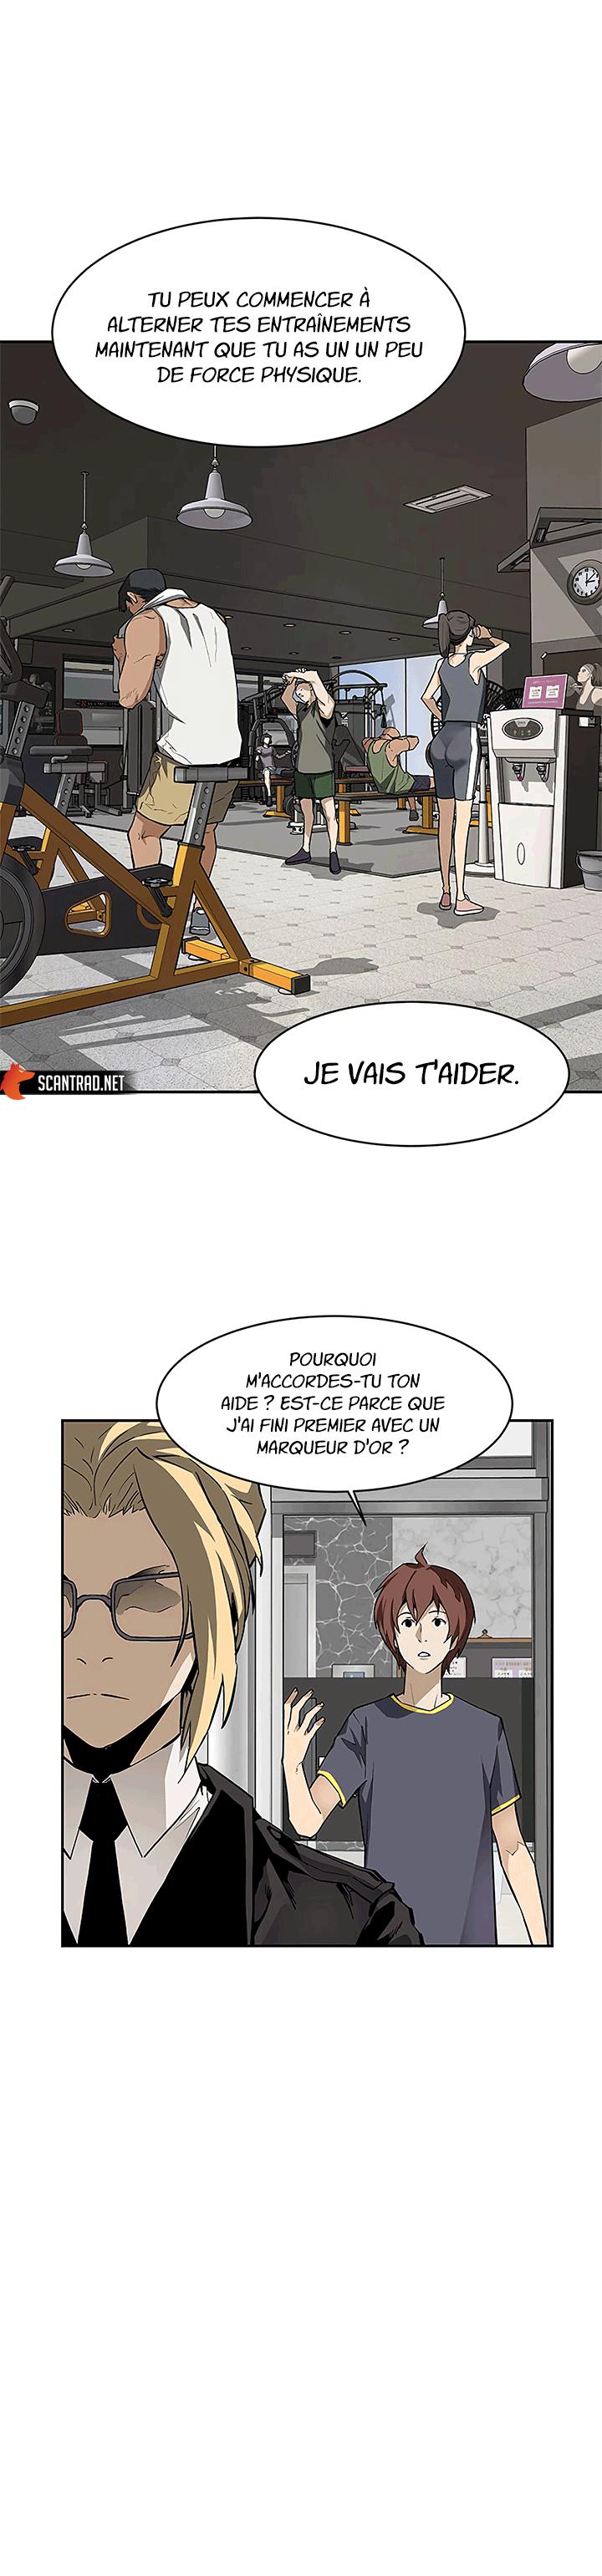 TU PEUX COMMENCER À
ALTERNER TES ENTRAÎNEMENTS
MAINTENANT QUE TU AS UN UN PEU
DE FORCE PHYSIQUE.
SCANTRAD.NET
JE VAIS T'AIDER.
POURQUOI
M'ACCORDES-TU TON
AIDE ? EST-CE PARCE QUE
J'AI FINI PREMIER AVEC UN
MARQUEUR D'OR ?